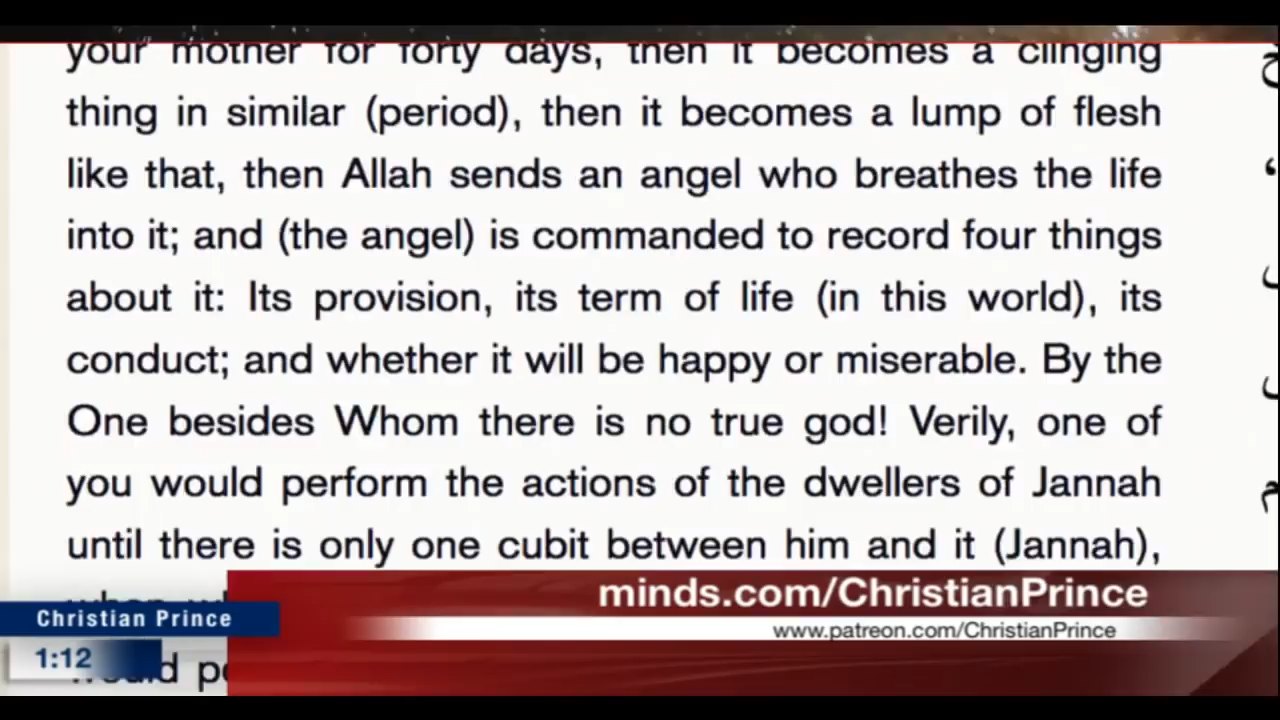 your mother for forty days, then it becomes a clinging
thing in similar (period), then it becomes a lump of flesh
like that, then Allah sends an angel who breathes the life
into it; and (the angel) is commanded to record four things
about it: Its provision, its term of life (in this world), its
conduct; and whether it will be happy or miserable. By the
One besides Whom there is no true god! Verily, one of
you would perform the actions of the dwellers of Jannah
until there is only one cubit between him and it (Jannah),
minds.com/ChristianPrince
Christian Prince
www.patreon.com/ChristianPrince
1:12